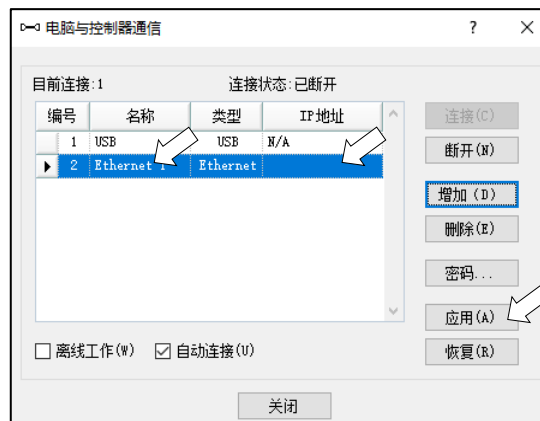 电脑与控制器通信 ? ×
目前连接:1 连接状态:已断开
编号 名称 类型 IP地址
1 USB USB N/A
2 Ethernet 1 Ethernet
连接(C)
断开(N)
增加(D)
删除(E)
密码...
应用(A)
恢复(R)
离线工作(W) 自动连接(U)
关闭